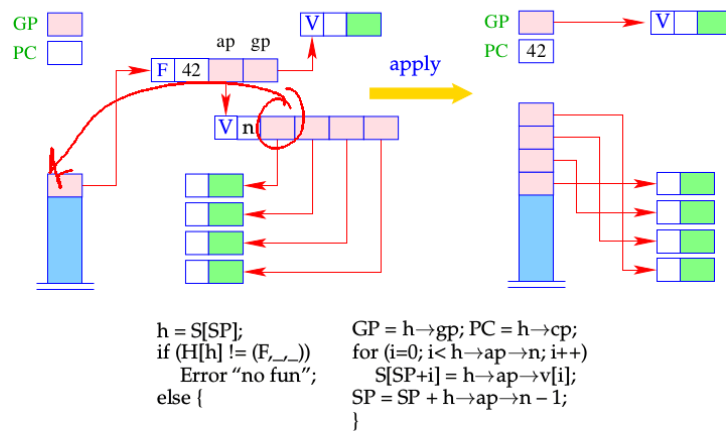 GP
PC
V
ap gp
F 42
V n
apply
GP
PC 42
V
h = S[SP];
if (H[h] != (F,_,_))
Error “no fun”;
else {
GP = h→gp; PC = h→cp;
for (i=0; i< h→ap→n; i++)
S[SP+i] = h→ap→v[i];
SP = SP + h→ap→n – 1;
}